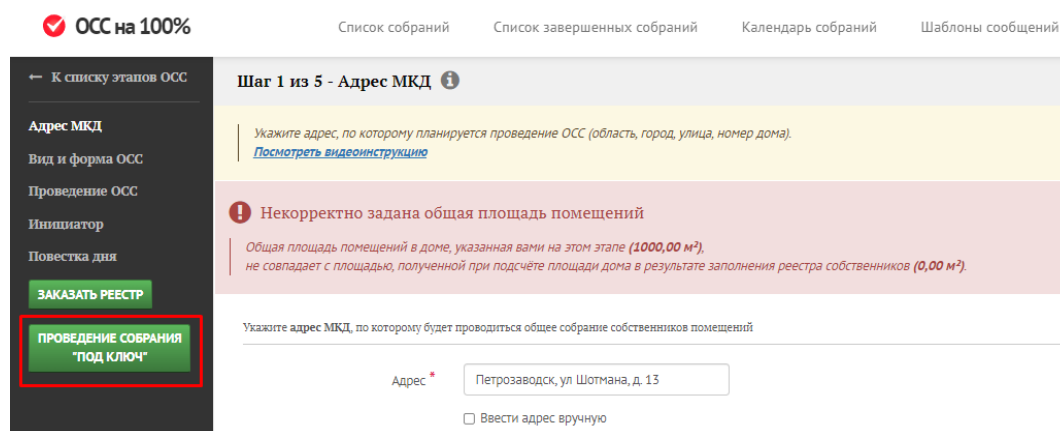 ОСС на 100%
Список собраний
Список завершенных собраний
Календарь собраний
Шаблоны сообщений
← К списку этапов ОСС
Адрес МКД
Вид и форма ОСС
Проведение ОСС
Инициатор
Повестка дня
ЗАКАЗАТЬ РЕЕСТР
ПРОВЕДЕНИЕ СОБРАНИЯ
"ПОД КЛЮЧ"
Шаг 1 из 5 - Адрес МКД
Укажите адрес, по которому планируется проведение ОСС (область, город, улица, номер дома).
Посмотреть видеоинструкцию
Некорректно задана общая площадь помещений
Общая площадь помещений в доме, указанная вами на этом этапе (1000,00 м²),
не совпадает с площадью, полученной при подсчёте площади дома в результате заполнения реестра собственников (0,00 м²).
Укажите адрес МКД, по которому будет проводиться общее собрание собственников помещений
Адрес *
Петрозаводск, ул Шотмана, д. 13
Ввести адрес вручную